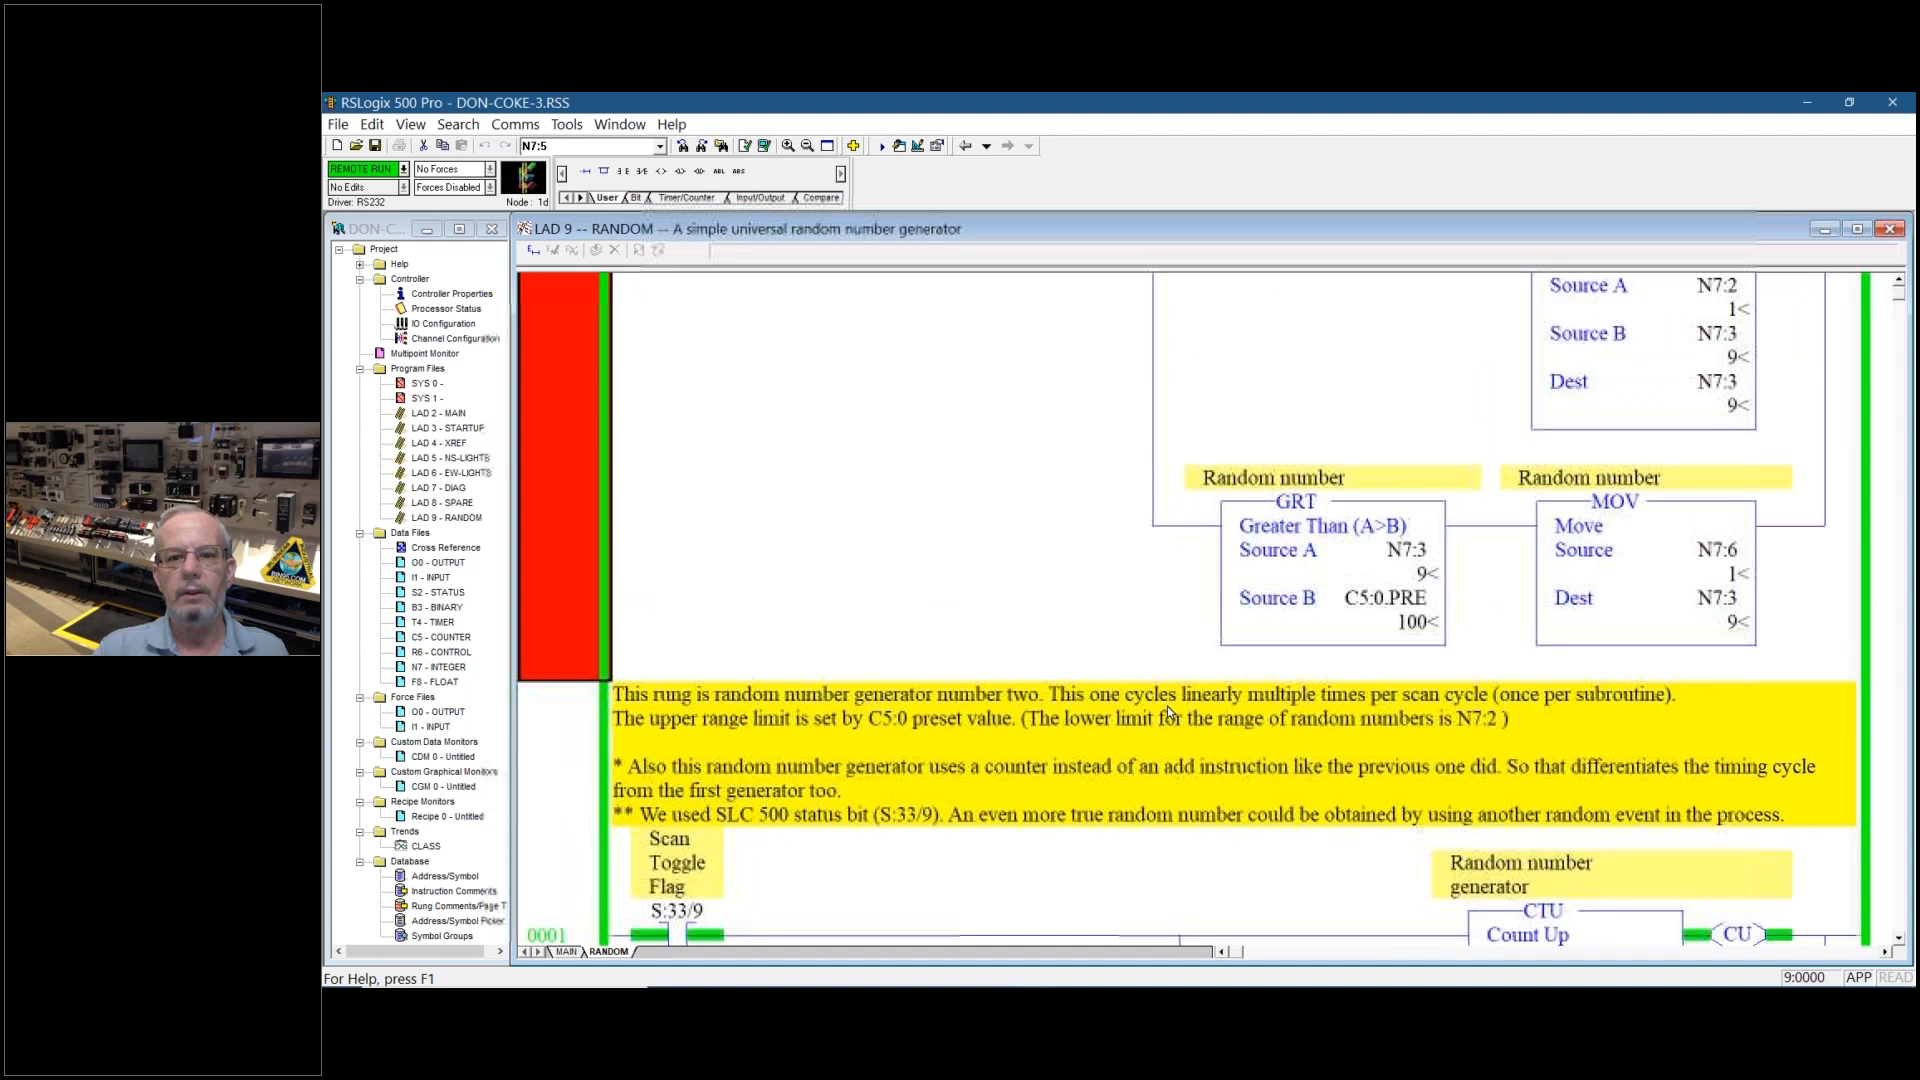 RSLogix 500 Pro - DON-COKE-3.RSS
File Edit View Search Comms Tools Window Help
N7:5
REMOTE RUN No Forces
No Edits Forces Disabled
Driver: RS232 Node: 1d
ABL ABS
User Bit Timer/Counter Input/Output Compare
DON-C...
LAD 9 -- RANDOM -- A simple universal random number generator
Project
Help
Controller
Controller Properties
Processor Status
IO Configuration
Channel Configuration
Multipoint Monitor
Program Files
SYS 0 -
SYS 1 -
LAD 2 - MAIN
LAD 3 - STARTUP
LAD 4 - XREF
LAD 5 - NS-LIGHTS
LAD 6 - EW-LIGHTS
LAD 7 - DIAG
LAD 8 - SPARE
LAD 9 - RANDOM
Data Files
Cross Reference
O0 - OUTPUT
I1 - INPUT
S2 - STATUS
B3 - BINARY
T4 - TIMER
C5 - COUNTER
R6 - CONTROL
N7 - INTEGER
F8 - FLOAT
Force Files
O0 - OUTPUT
I1 - INPUT
Custom Data Monitors
CDM 0 - Untitled
Custom Graphical Monitors
CGM 0 - Untitled
Recipe Monitors
Recipe 0 - Untitled
Trends
CLASS
Database
Address/Symbol
Instruction Comments
Rung Comments/Page T
Address/Symbol Picker
Symbol Groups
Source A N7:2
1<
Source B N7:3
9<
Dest N7:3
9<
Random number
GRT
Greater Than (A>B)
Source A N7:3
9<
Source B C5:0.PRE
100<
Random number
MOV
Move
Source N7:6
1<
Dest N7:3
9<
This rung is random number generator number two. This one cycles linearly multiple times per scan cycle (once per subroutine).
The upper range limit is set by C5:0 preset value. (The lower limit for the range of random numbers is N7:2 )
* Also this random number generator uses a counter instead of an add instruction like the previous one did. So that differentiates the timing cycle
from the first generator too.
** We used SLC 500 status bit (S:33/9). An even more true random number could be obtained by using another random event in the process.
Scan
Toggle
Flag
S:33/9
0001
Random number
generator
CTU
Count Up
CU
MAIN RANDOM
For Help, press F1
9:0000 APP READ